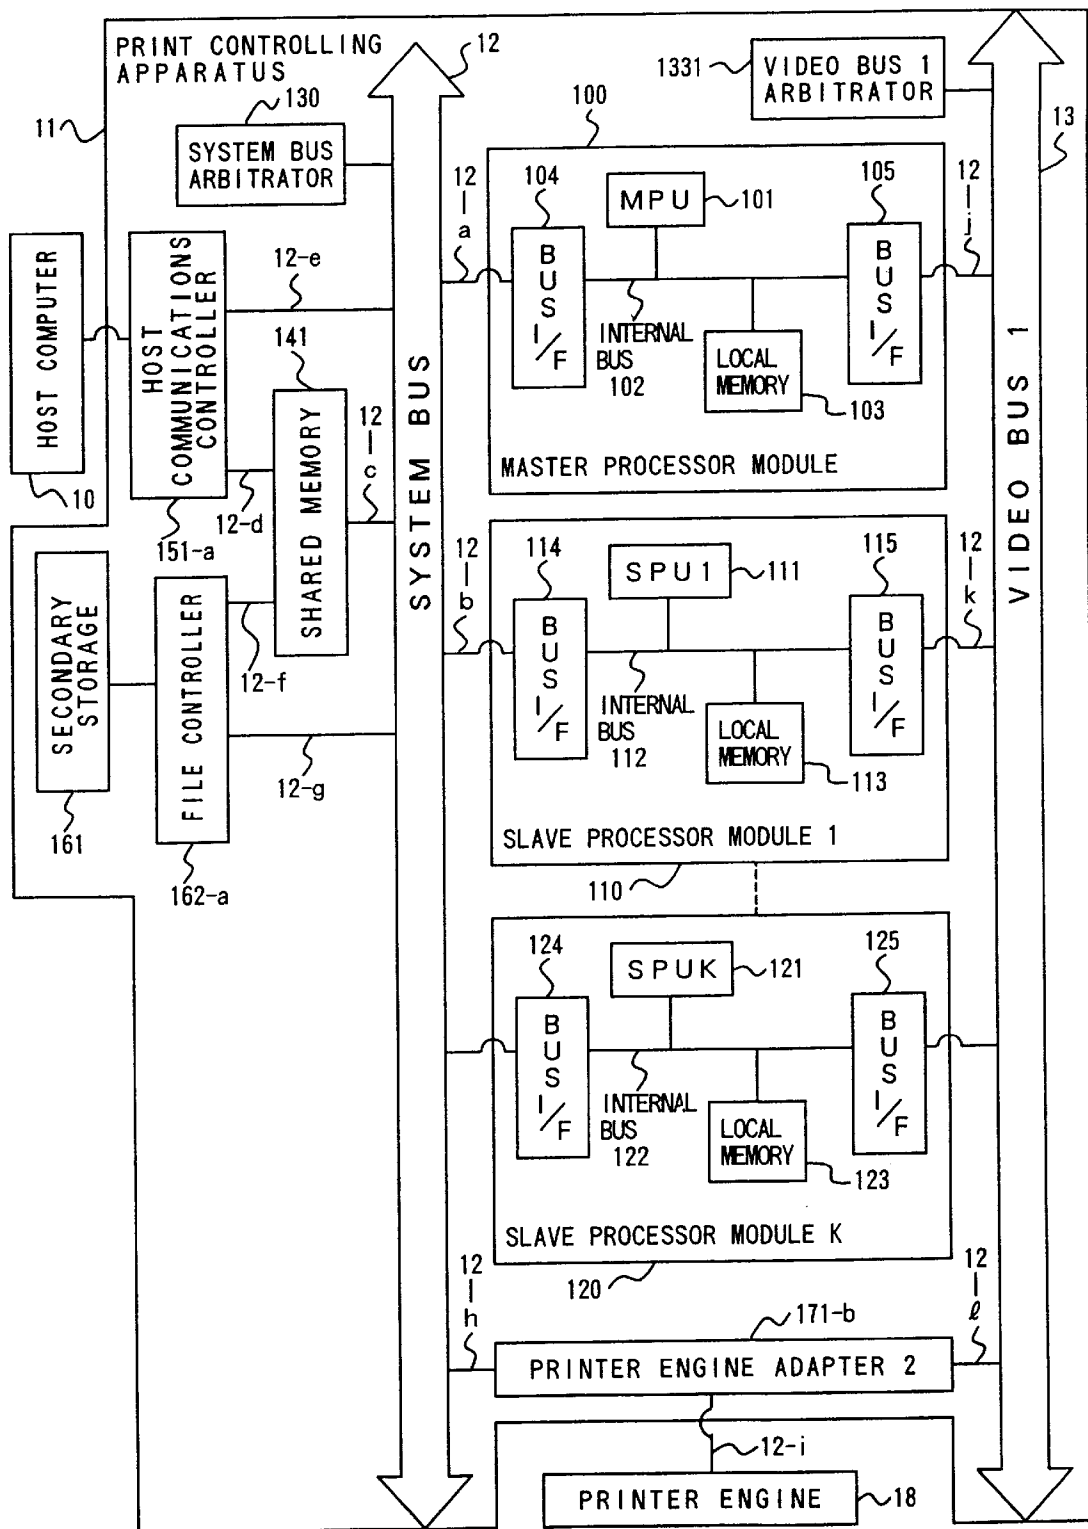 PRINT CONTROLLING
APPARATUS
12
130
11
SYSTEM BUS
ARBITRATOR
1331
VIDEO BUS 1
ARBITRATOR
13
HOST COMPUTER
10
HOST
COMMUNICATIONS
CONTROLLER
151-a
12-e
12-d
141
SHARED MEMORY
12-c
SECONDARY
STORAGE
161
FILE CONTROLLER
162-a
12-f
12-g
SYSTEM BUS
VIDEO BUS 1
100
12-a
104
BUS I/F
MPU
101
105
BUS I/F
12-j
INTERNAL
BUS
102
LOCAL
MEMORY
103
MASTER PROCESSOR MODULE
12-b
114
BUS I/F
SPU1
111
115
BUS I/F
12-k
INTERNAL
BUS
112
LOCAL
MEMORY
113
SLAVE PROCESSOR MODULE 1
110
124
BUS I/F
SPUK
121
125
BUS I/F
INTERNAL
BUS
122
LOCAL
MEMORY
123
SLAVE PROCESSOR MODULE K
120
12-h
171-b
12-ℓ
PRINTER ENGINE ADAPTER 2
12-i
PRINTER ENGINE
18